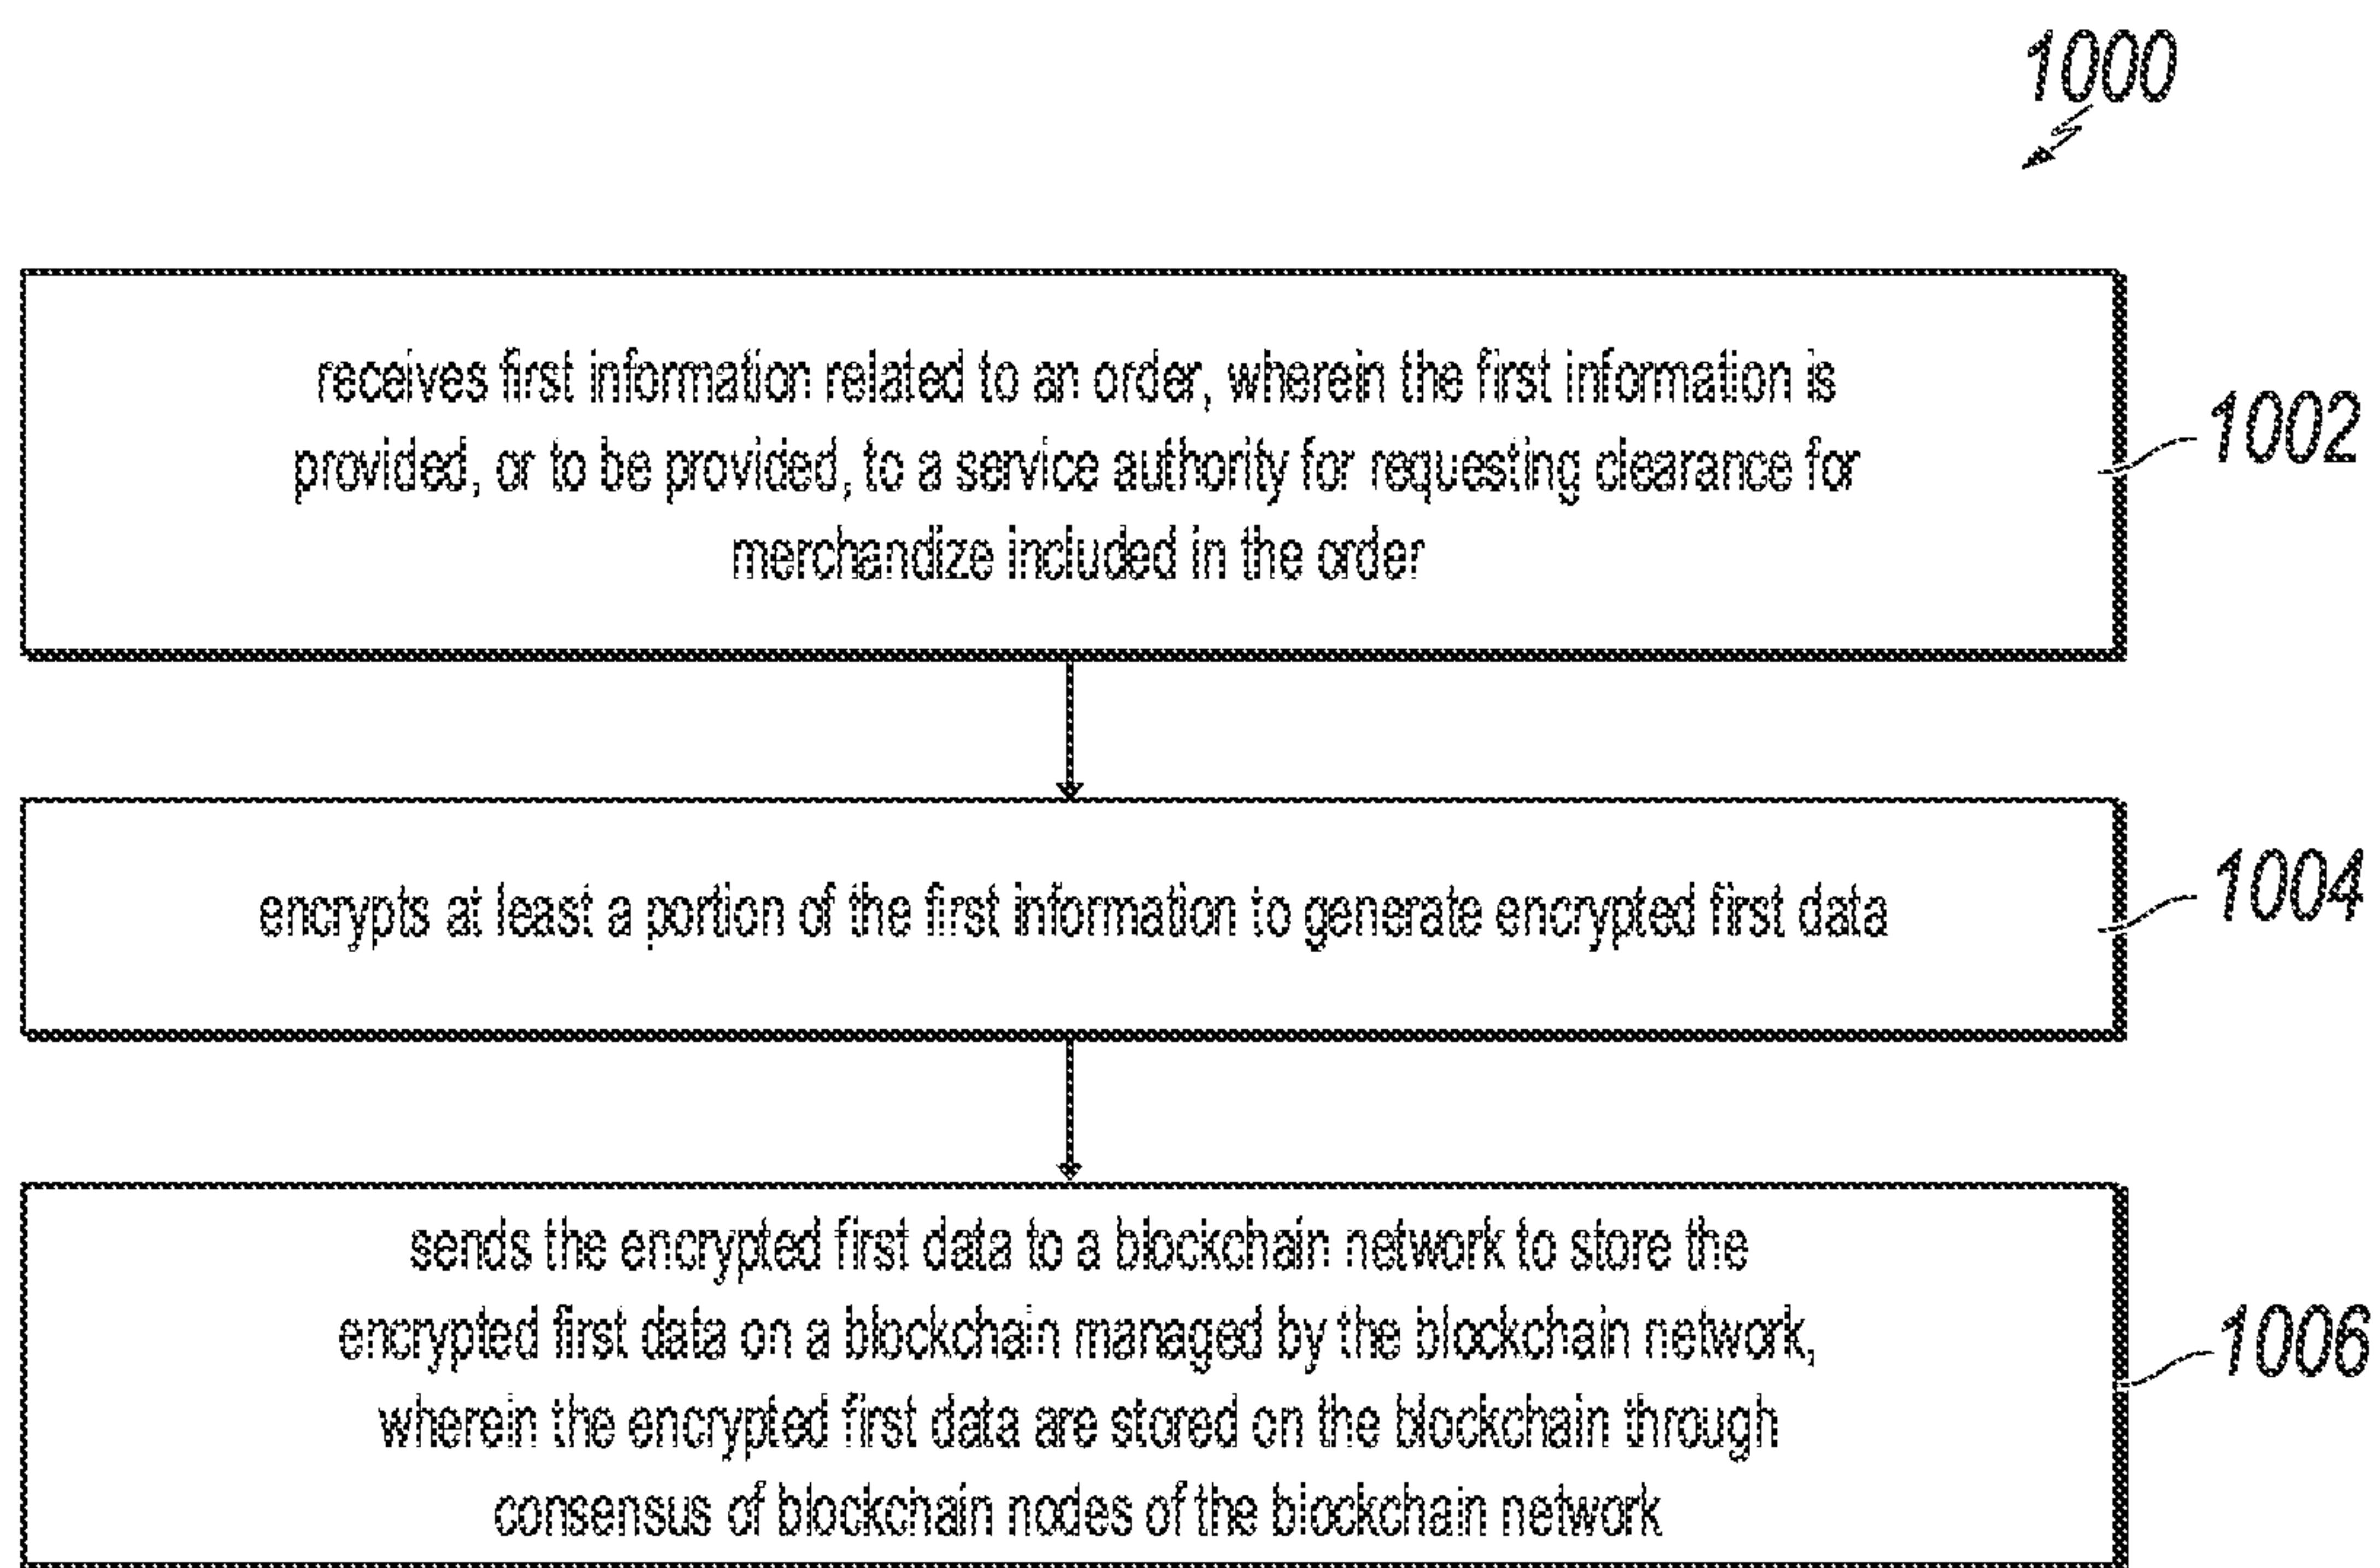 1000
receives first information related to an order, wherein the first information is
provided, or to be provided, to a service authority for requesting clearance for
merchandize included in the order
1002
encrypts at least a portion of the first information to generate encrypted first data
1004
sends the encrypted first data to a blockchain network to store the
encrypted first data on a blockchain managed by the blockchain network,
wherein the encrypted first data are stored on the blockchain through
consensus of blockchain nodes of the blockchain network
1006